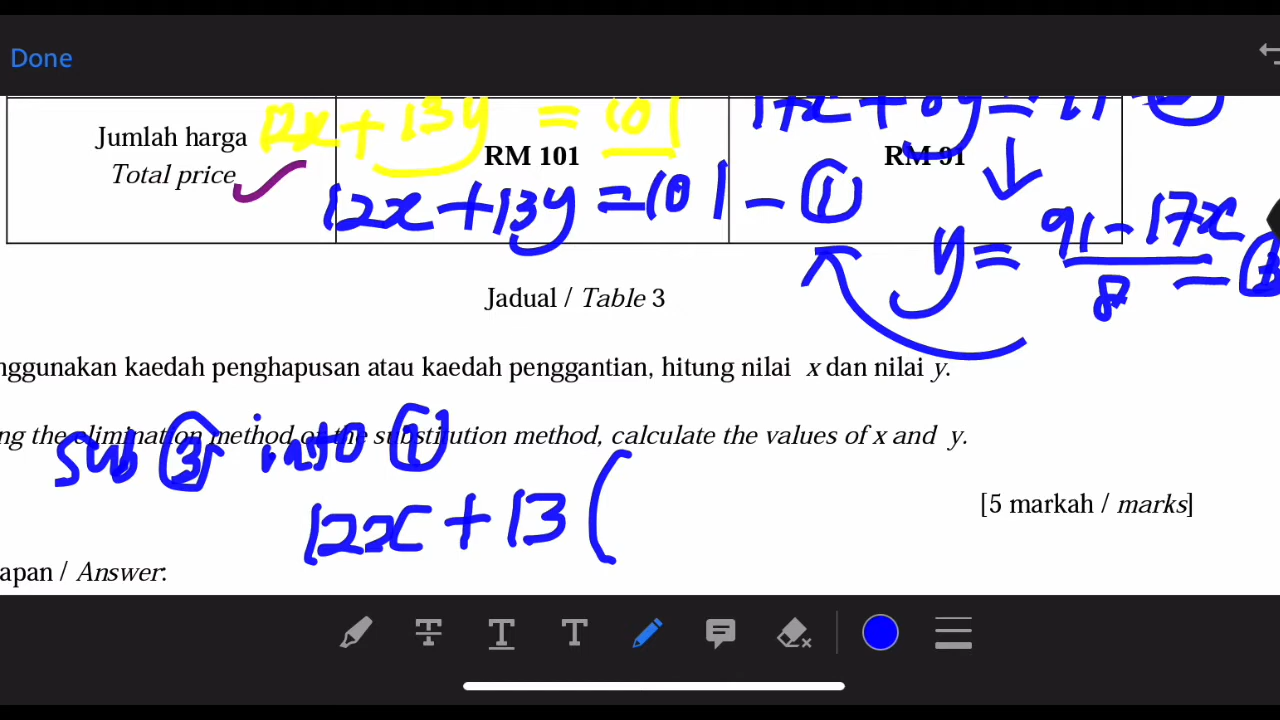 Done
12x + 13y = 101
17x + 8y = 91
Jumlah harga
Total price
RM 101
RM 91
12x + 13y = 101 – ①
y = 91 – 17x / 8 – ③
Jadual / Table 3
nggunakan kaedah penghapusan atau kaedah penggantian, hitung nilai x dan nilai y.
ng the elimination method or the substitution method, calculate the values of x and y.
sub ③ into ①
12x + 13 (
[5 markah / marks]
apan / Answer: